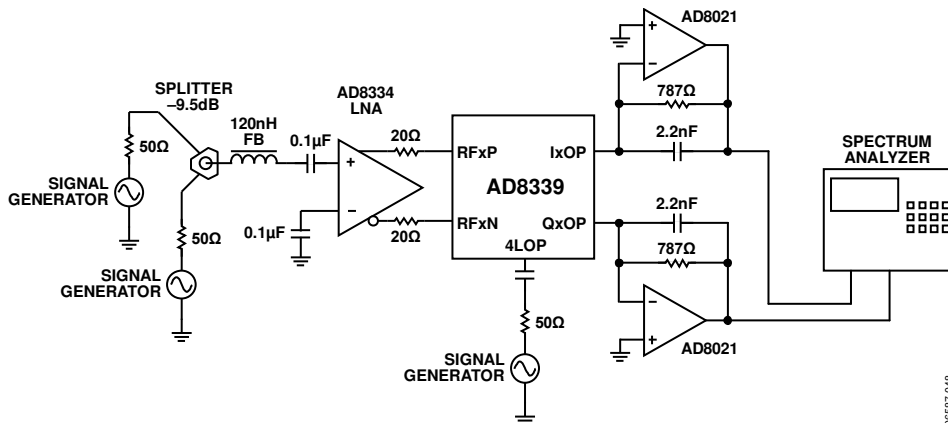 AD8021
SPLITTER
–9.5dB
AD8334
LNA
787Ω
120nH
FB
0.1µF
20Ω
2.2nF
50Ω
SPECTRUM
ANALYZER
RFxP
IxOP
AD8339
SIGNAL
GENERATOR
2.2nF
RFxN
QxOP
50Ω
0.1µF
20Ω
4LOP
787Ω
SIGNAL
GENERATOR
50Ω
AD8021
SIGNAL
GENERATOR